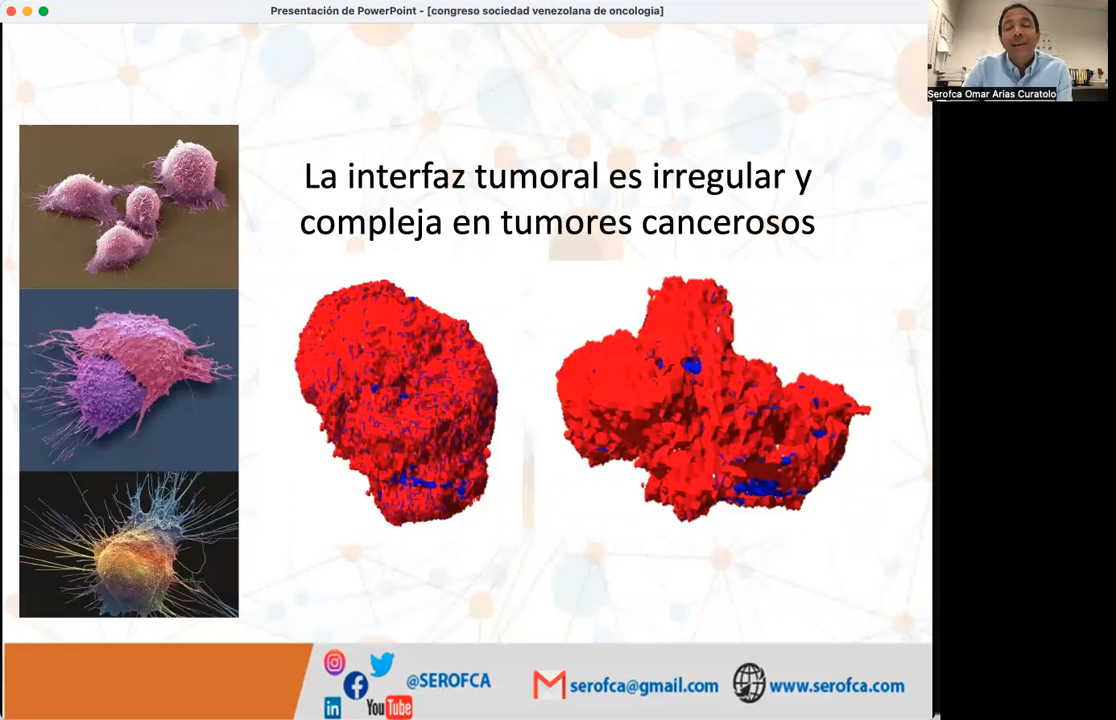 Presentación de PowerPoint - [congreso sociedad venezolana de oncologia]
Serofca Omar Arias Curatolo
La interfaz tumoral es irregular y
compleja en tumores cancerosos
@SEROFCA
serofca@gmail.com
www.serofca.com
in
YouTube